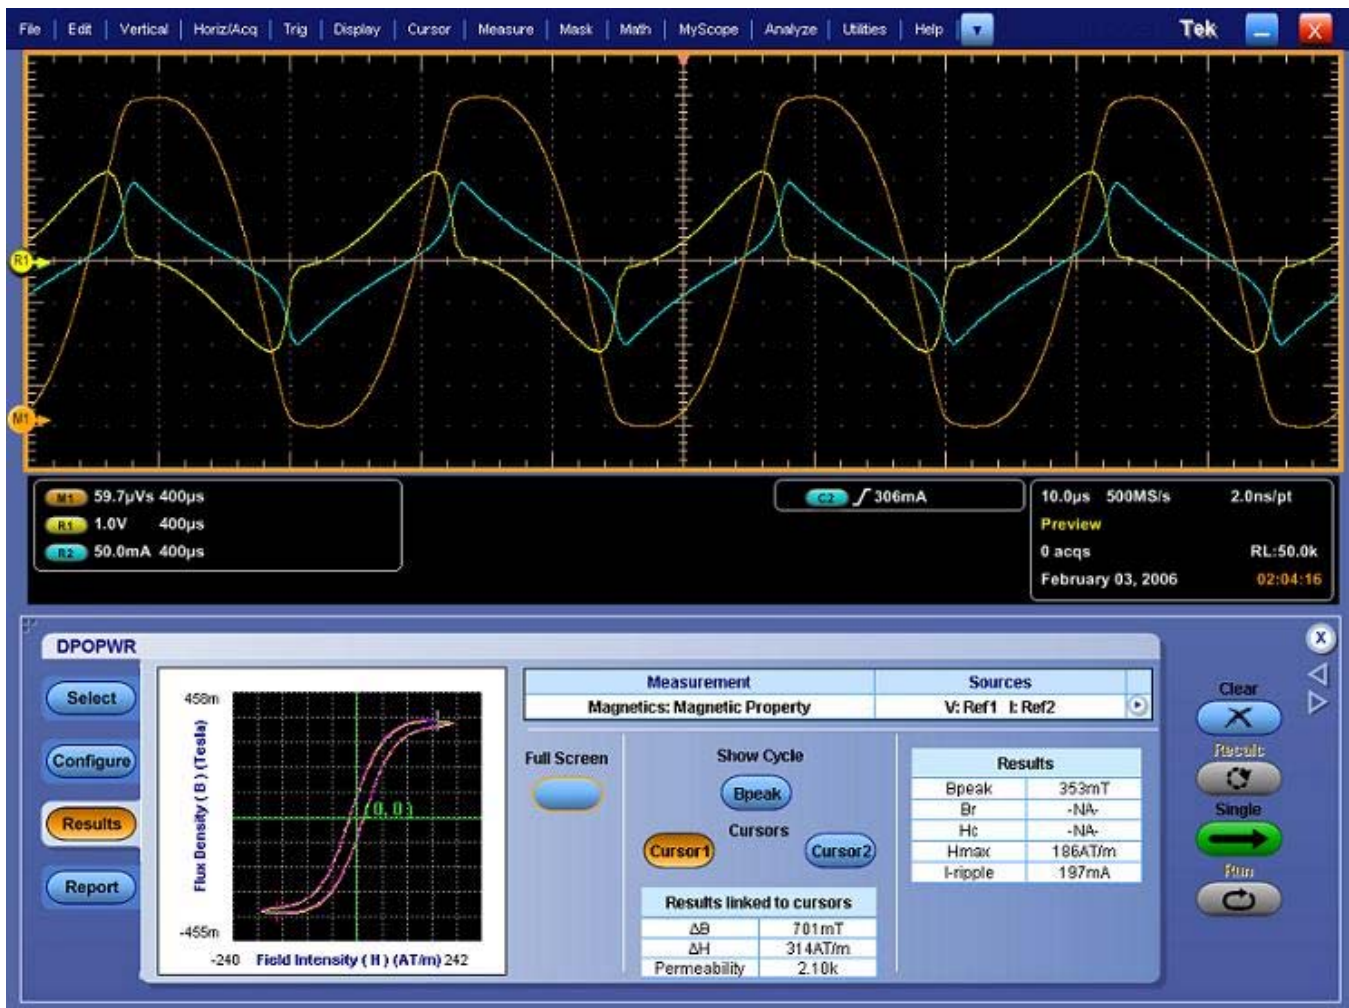 File Edit Vertical Horiz/Acq Trig Display Cursor Measure Mask Math MyScope Analyze Utilities Help Tek X
R1
M1
M1 59.7µVs 400µs
R1 1.0V 400µs
R2 50.0mA 400µs
C2 306mA
10.0µs 500MS/s 2.0ns/pt
Preview
0 acqs RL:50.0k
February 03, 2006 02:04:16
DPOPWR
X
Select
Configure
Results
Report
458m
Flux Density ( B ) (Tesla)
(0, 0)
-455m
-240 Field Intensity ( H ) (AT/m) 242
Measurement Sources
Magnetics: Magnetic Property V: Ref1 I: Ref2
Full Screen
Show Cycle
Bpeak
Cursors
Cursor1 Cursor2
Results linked to cursors
ΔB 701mT
ΔH 314AT/m
Permeability 2.10k
Results
Bpeak 353mT
Br -NA-
Hc -NA-
Hmax 186AT/m
I-ripple 197mA
Clear
Recalc
Single
Run